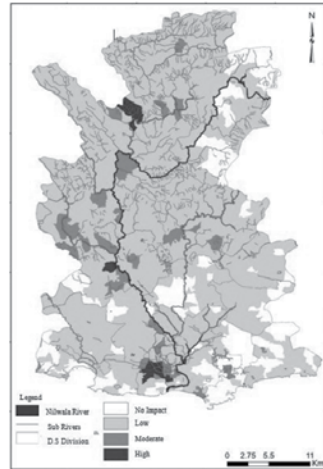 N
Legend
Nilwala River
Sub Rivers
D.S Division
No Impact
Low
Moderate
High
0 2.75 5.5 11
Km